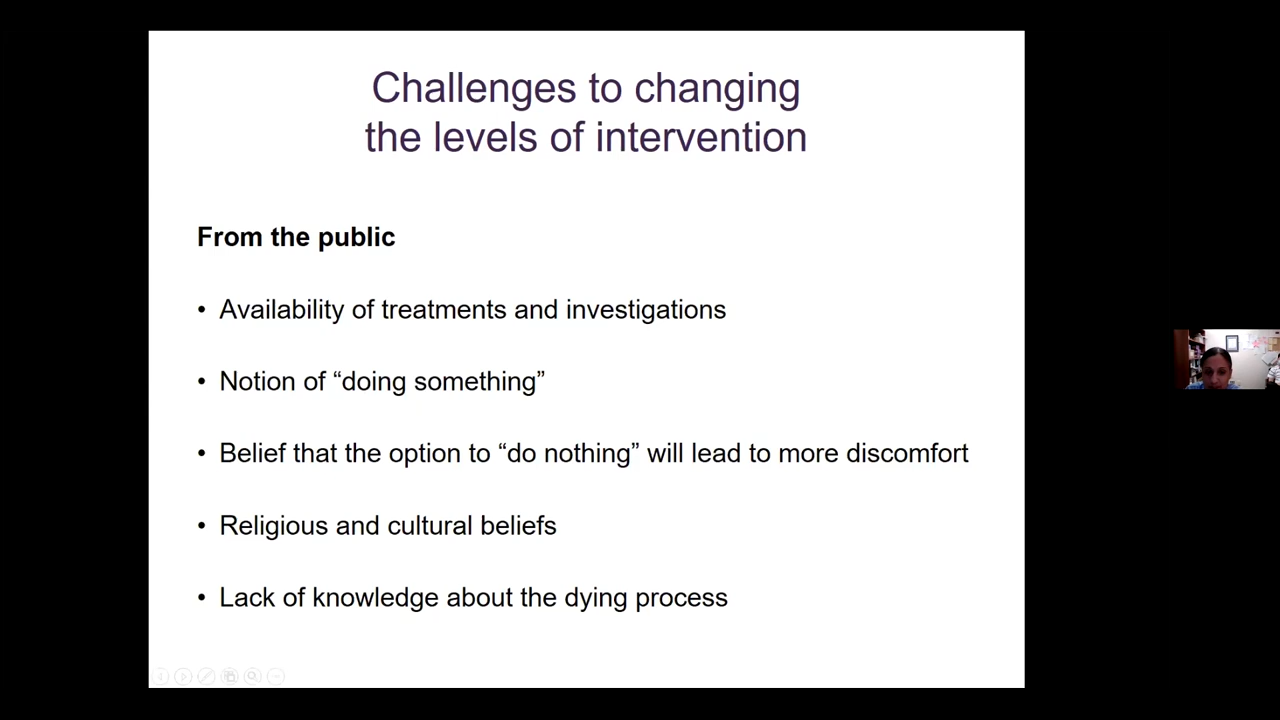 Challenges to changing
the levels of intervention
From the public
• Availability of treatments and investigations
• Notion of “doing something”
• Belief that the option to “do nothing” will lead to more discomfort
• Religious and cultural beliefs
• Lack of knowledge about the dying process